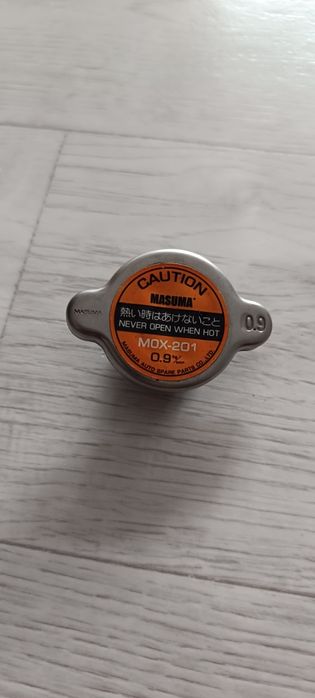 CAUTION
MASUMA
熱い時はあけないこと
NEVER OPEN WHEN HOT
MOX-201
0.9
MASUMA AUTO SPARE PARTS CO.,LTD.
MASUMA
0.9